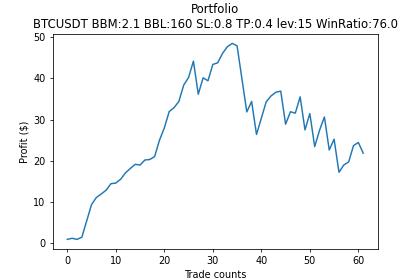 Portfolio
BTCUSDT BBM:2.1 BBL:160 SL:0.8 TP:0.4 lev:15 WinRatio:76.0
50
40
30
20
10
0
Profit ($)
0 10 20 30 40 50 60
Trade counts